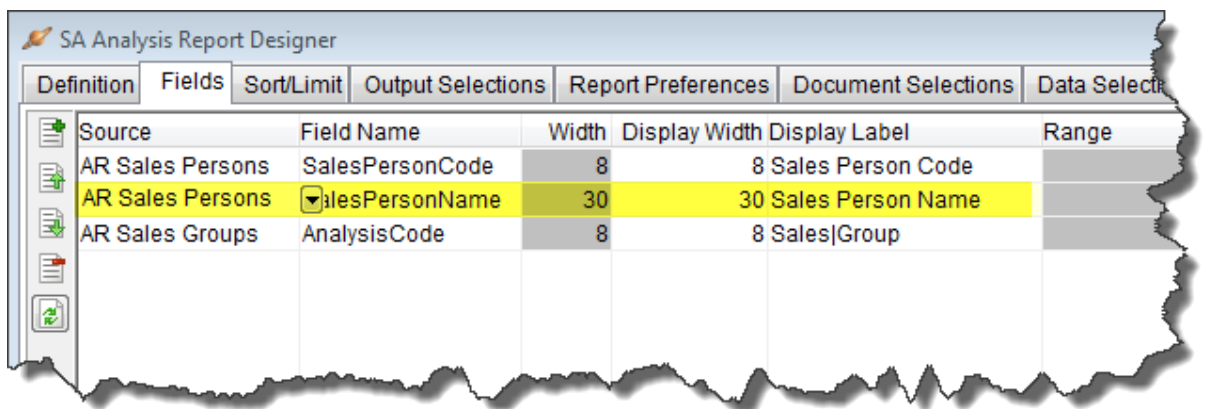 SA Analysis Report Designer
Definition Fields Sort/Limit Output Selections Report Preferences Document Selections Data Selecti
Source Field Name Width Display Width Display Label Range
AR Sales Persons SalesPersonCode 8 8 Sales Person Code
AR Sales Persons alesPersonName 30 30 Sales Person Name
AR Sales Groups AnalysisCode 8 8 Sales|Group